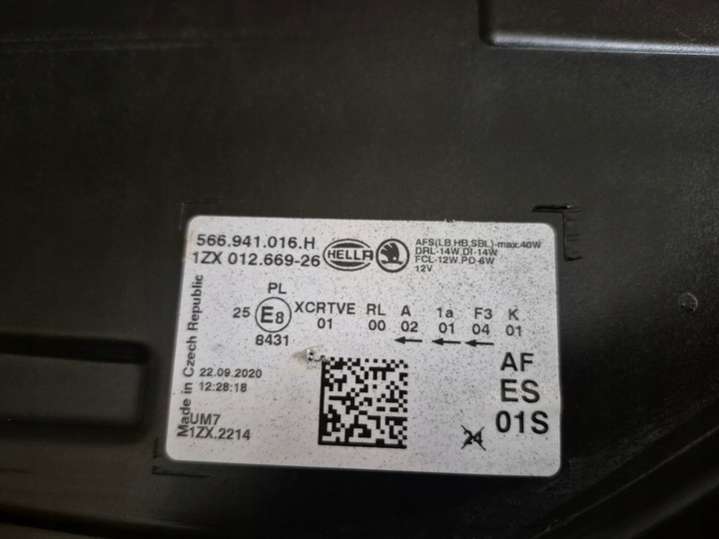 566.941.016.H
1ZX 012.669-26
HELLA
AFS(LB,HB,SBL)-max.40W
DRL-14W,DI-14W
FCL-12W,PD-6W
12V
PL
25 E8 XCRTVE RL A 1a F3 K
01 00 02 01 04 01
8431
Made in Czech Republic
22.09.2020
12:28:18
UM7
1ZX.2214
AF
ES
01S
24